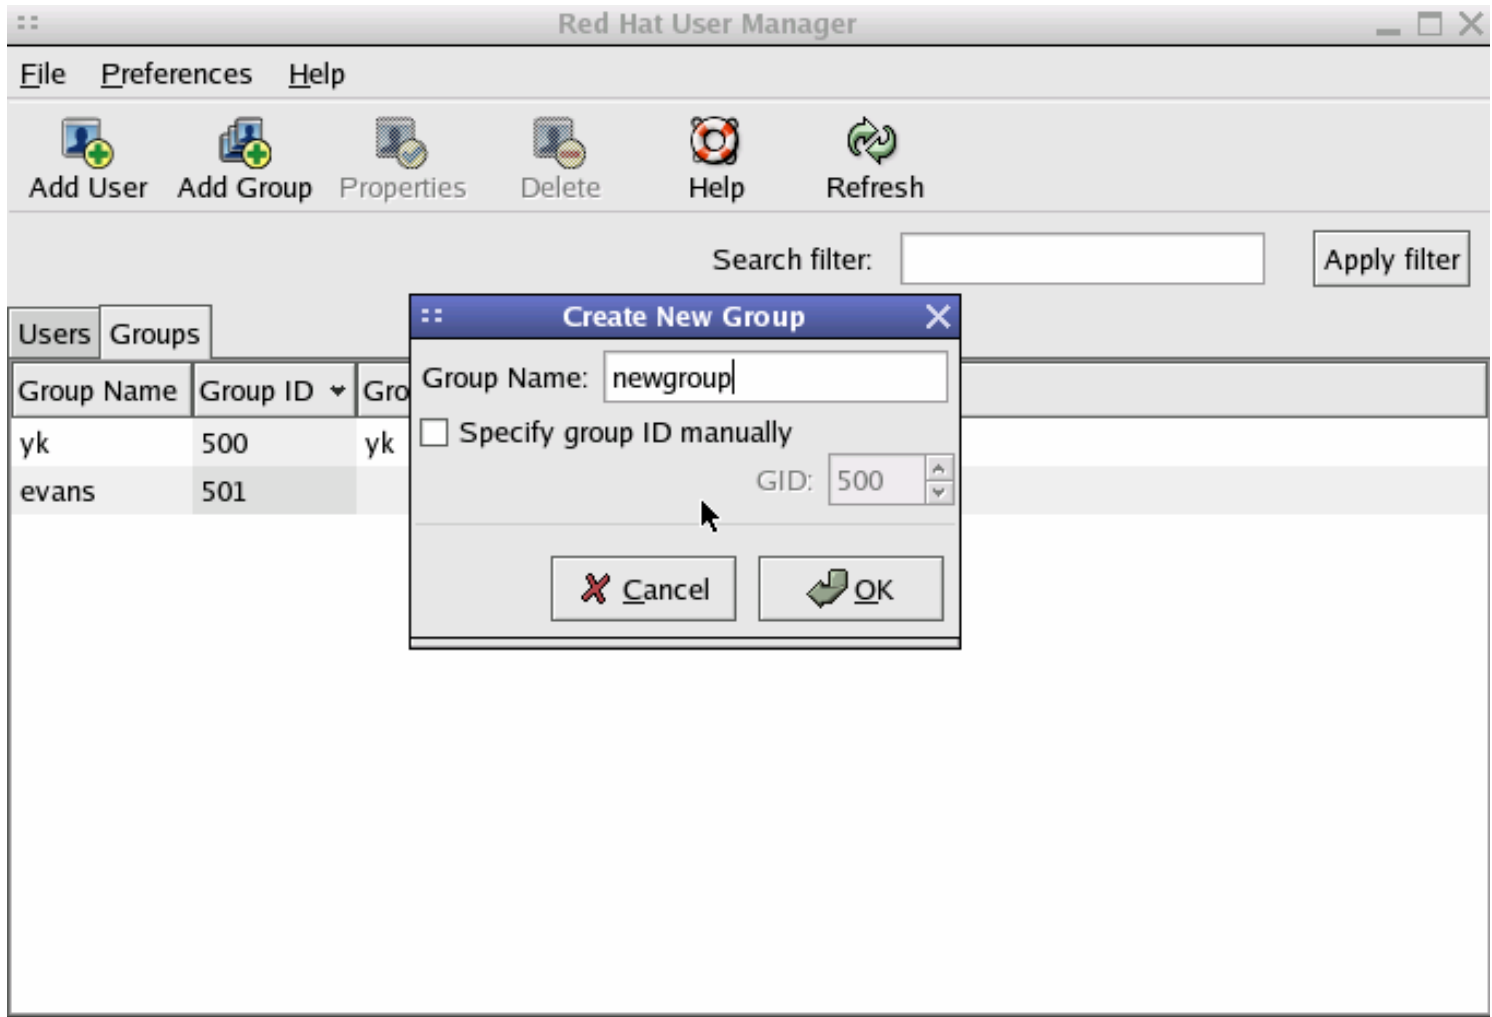 Red Hat User Manager
File Preferences Help
Add User Add Group Properties Delete Help Refresh
Search filter: Apply filter
Users Groups
Create New Group
Group Name Group ID Gro
Group Name: newgroup
yk 500 yk
Specify group ID manually
evans 501
GID: 500
Cancel OK